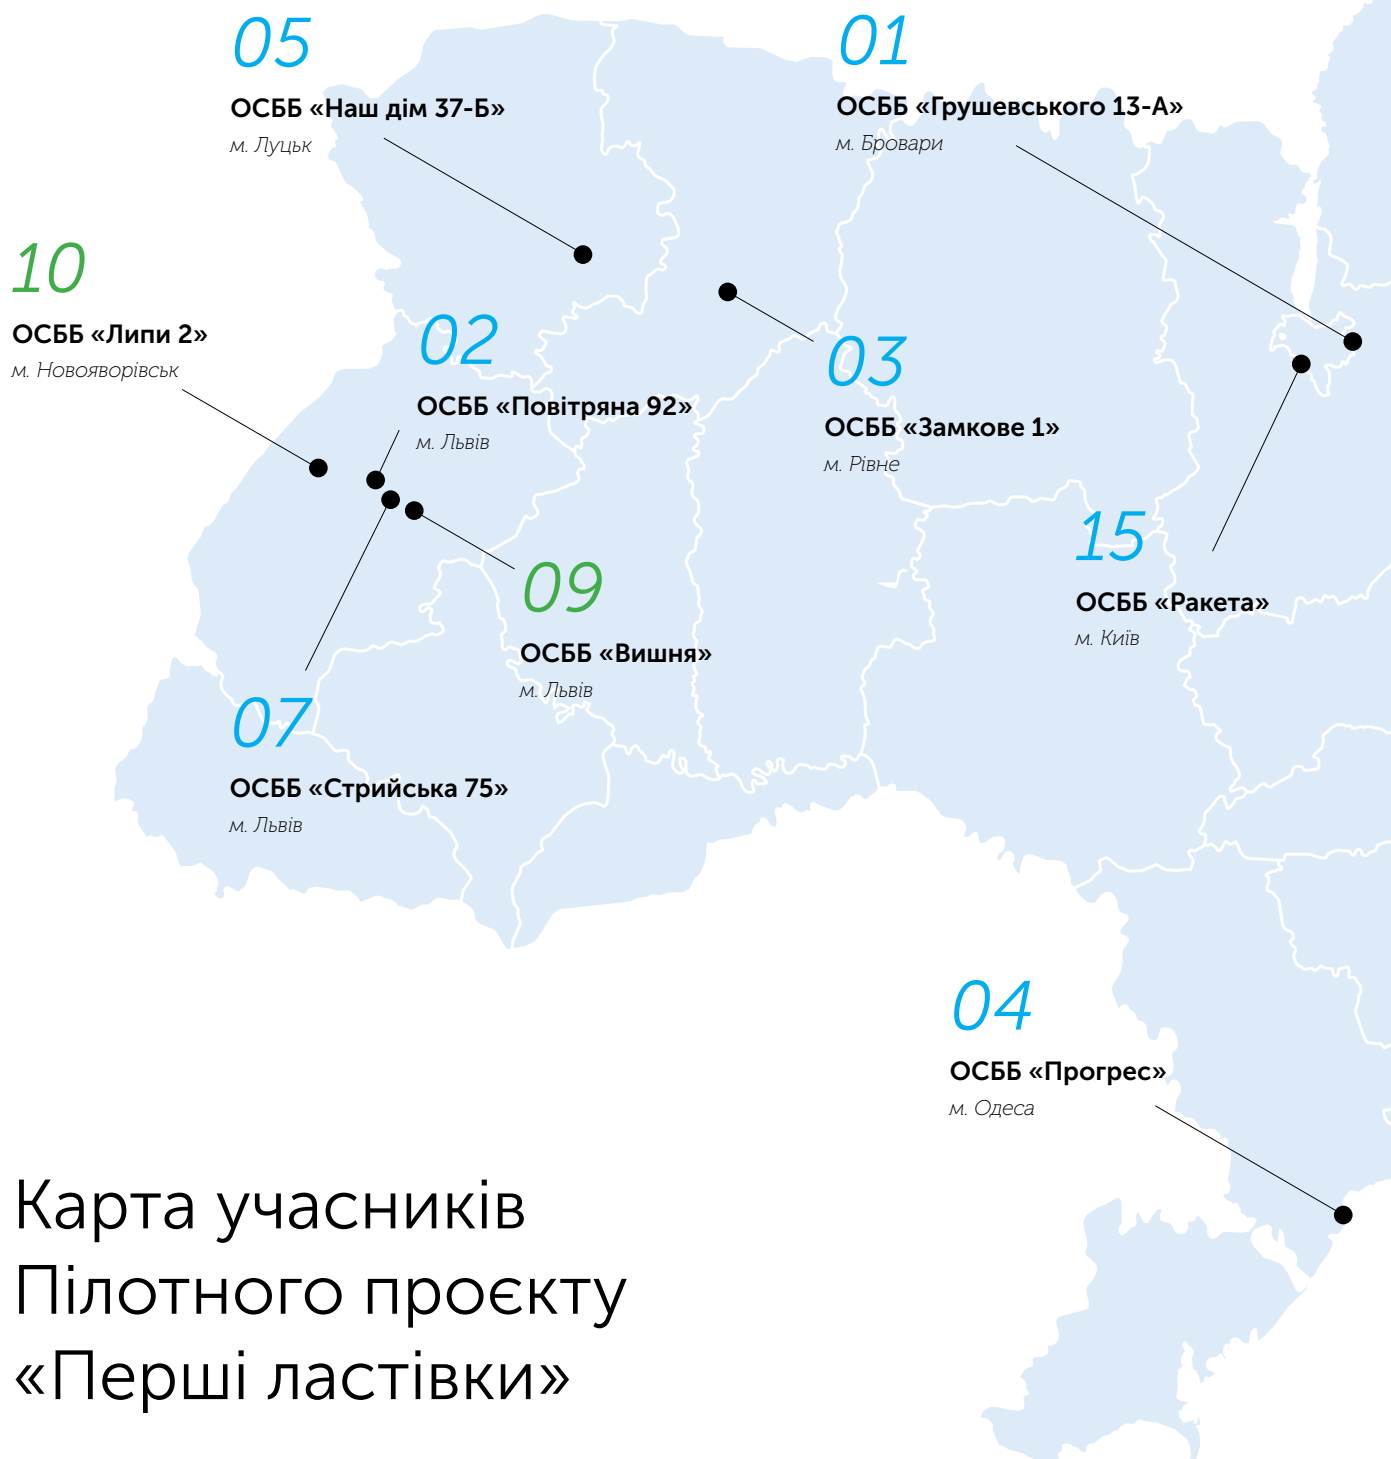 05
ОСББ «Наш дім 37-Б»
м. Луцьк
01
ОСББ «Грушевського 13-А»
м. Бровари
10
ОСББ «Липи 2»
м. Новояворівськ
02
ОСББ «Повітряна 92»
м. Львів
03
ОСББ «Замкове 1»
м. Рівне
15
ОСББ «Ракета»
м. Київ
09
ОСББ «Вишня»
м. Львів
07
ОСББ «Стрийська 75»
м. Львів
04
ОСББ «Прогрес»
м. Одеса
Карта учасників
Пілотного проєкту
«Перші ластівки»